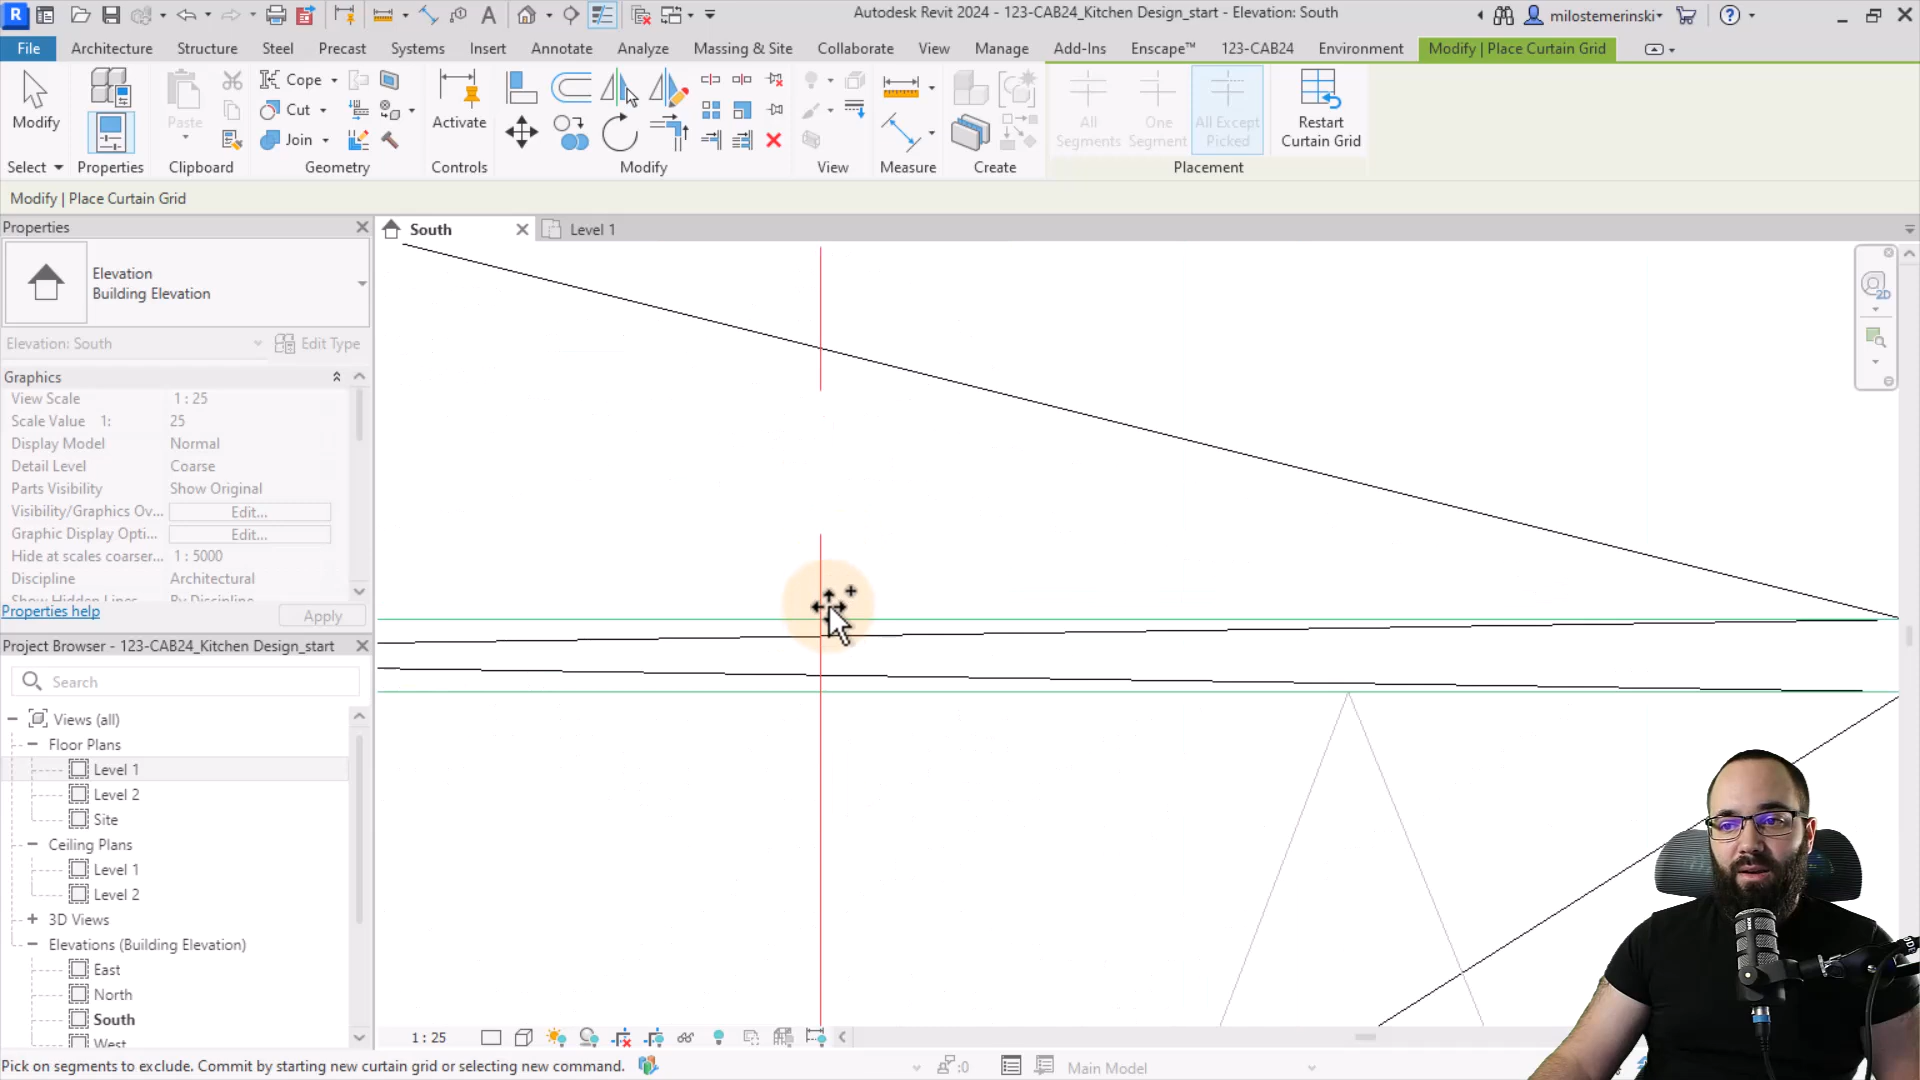 Autodesk Revit 2024 - 123-CAB24_Kitchen Design_start - Elevation: South
milostemerinski
File Architecture Structure Steel Precast Systems Insert Annotate Analyze Massing & Site Collaborate View Manage Add-Ins Enscape™ 123-CAB24 Environment Modify | Place Curtain Grid
Modify
Select
Properties
Paste
Clipboard
Cope
Cut
Join
Geometry
Activate
Controls
Modify
View
Measure
Create
All Segments
One Segment
All Except Picked
Placement
Restart Curtain Grid
Modify | Place Curtain Grid
Properties
South
Level 1
Elevation
Building Elevation
Elevation: South
Edit Type
Graphics
View Scale 1 : 25
Scale Value 1: 25
Display Model Normal
Detail Level Coarse
Parts Visibility Show Original
Visibility/Graphics Ov... Edit...
Graphic Display Opti... Edit...
Hide at scales coarser... 1 : 5000
Discipline Architectural
Show Hidden Lines By Discipline
Properties help
Apply
Project Browser - 123-CAB24_Kitchen Design_start
Search
Views (all)
Floor Plans
Level 1
Level 2
Site
Ceiling Plans
Level 1
Level 2
3D Views
Elevations (Building Elevation)
East
North
South
West
2D
1 : 25
Pick on segments to exclude. Commit by starting new curtain grid or selecting new command.
:0
Main Model